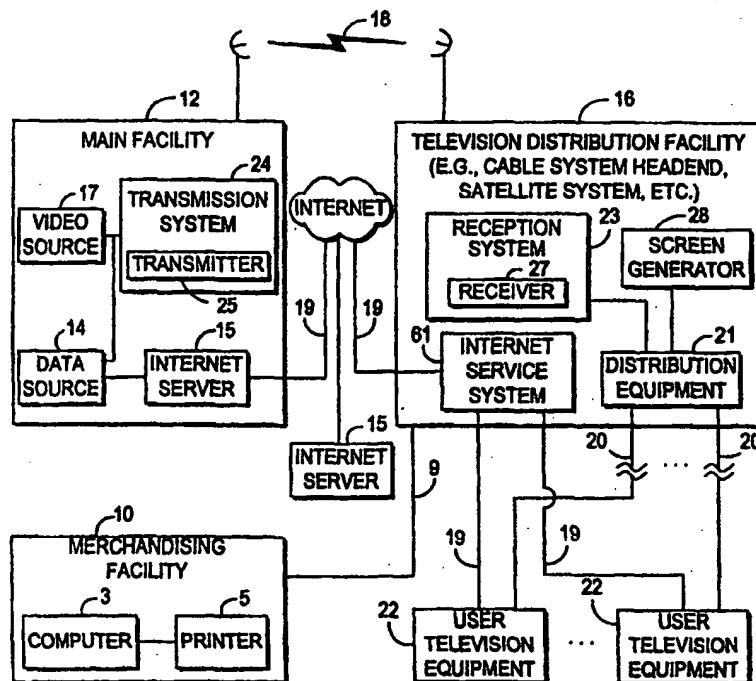 18
12
MAIN FACILITY
24
17
VIDEO
SOURCE
TRANSMISSION
SYSTEM
TRANSMITTER
25
14
DATA
SOURCE
15
INTERNET
SERVER
INTERNET
19
19
15
INTERNET
SERVER
16
TELEVISION DISTRIBUTION FACILITY
(E.G., CABLE SYSTEM HEADEND,
SATELLITE SYSTEM, ETC.)
23
28
RECEPTION
SYSTEM
27
RECEIVER
SCREEN
GENERATOR
61
INTERNET
SERVICE
SYSTEM
21
DISTRIBUTION
EQUIPMENT
20
...
20
9
10
MERCHANDISING
FACILITY
3
5
COMPUTER
PRINTER
19
19
22
USER
TELEVISION
EQUIPMENT
...
22
USER
TELEVISION
EQUIPMENT